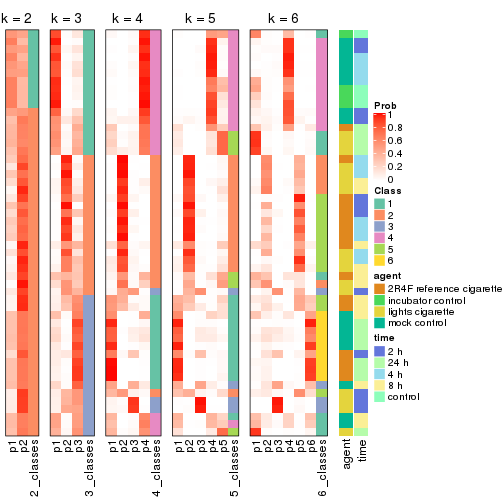 k = 2 k = 3 k = 4 k = 5 k = 6
Prob
1
0.8
0.6
0.4
0.2
0
Class
1
2
3
4
5
6
agent
2R4F reference cigarette
incubator control
lights cigarette
mock control
time
2 h
24 h
4 h
8 h
control
p1 p2 2_classes p1 p2 p3 3_classes p1 p2 p3 p4 4_classes p1 p2 p3 p4 p5 5_classes p1 p2 p3 p4 p5 p6 6_classes agent time